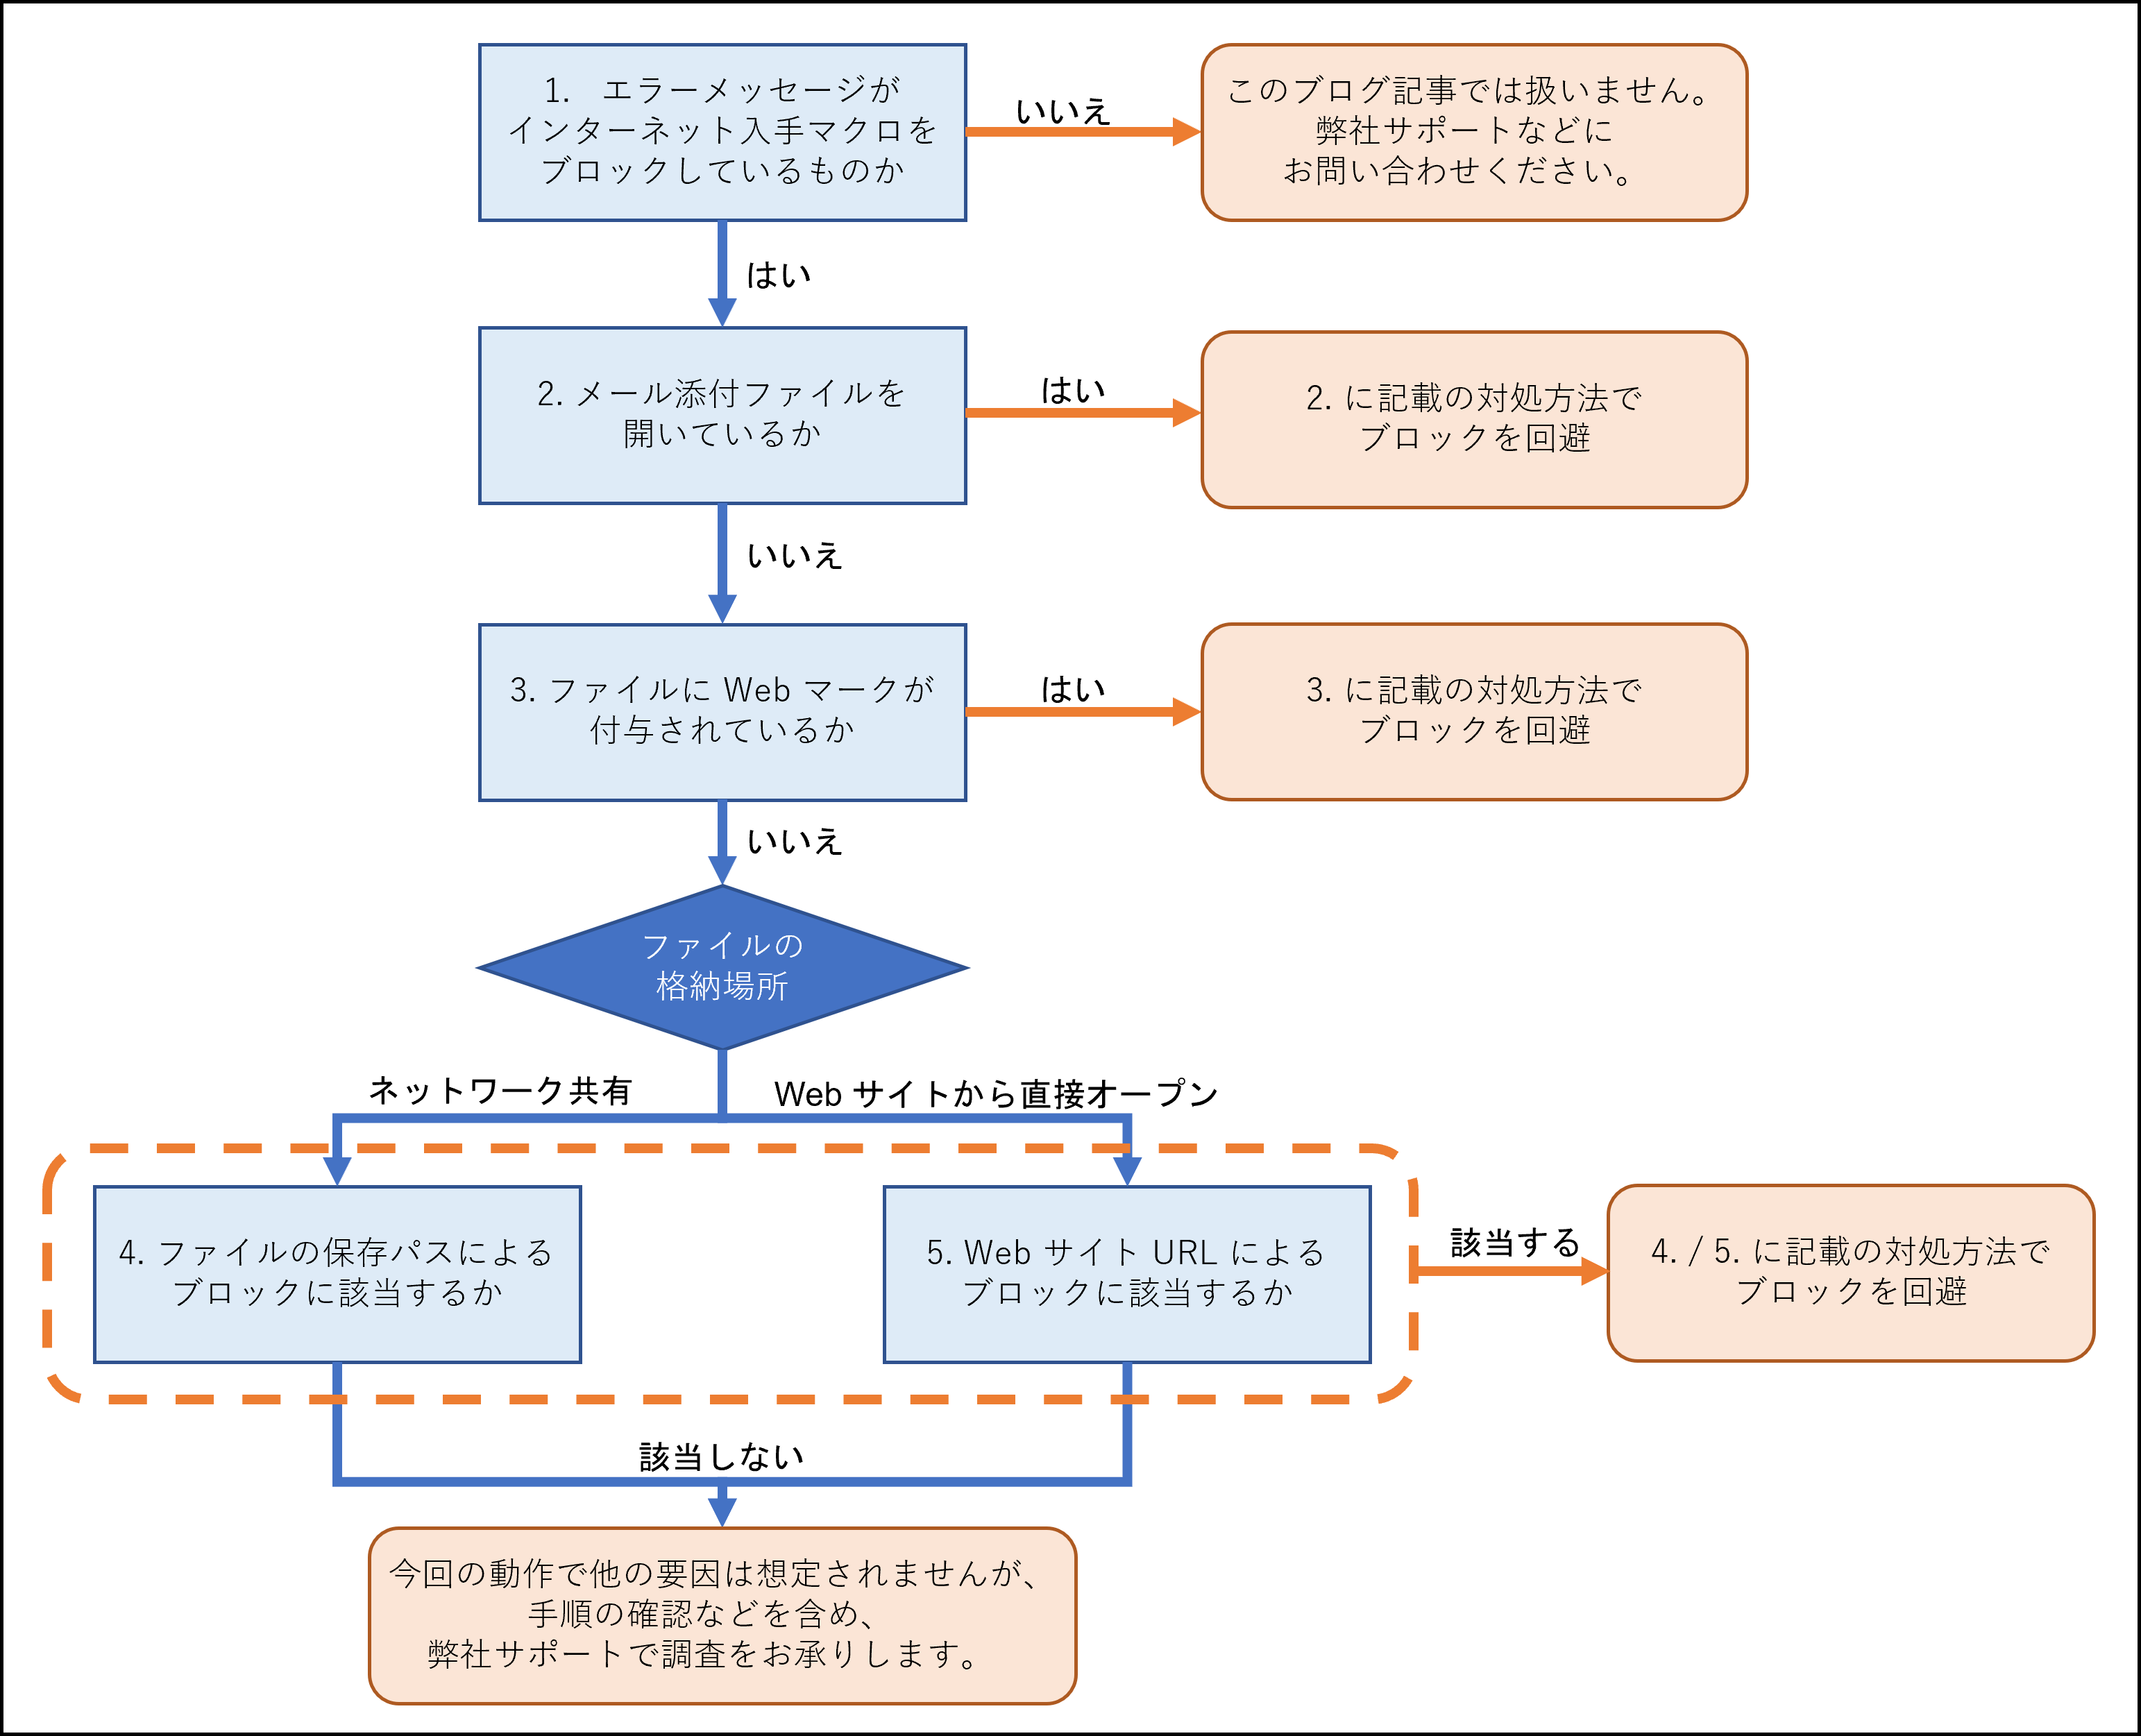 1. エラーメッセージが
インターネット入手マクロを
ブロックしているものか
いいえ
このブログ記事では扱いません。
弊社サポートなどに
お問い合わせください。
はい
2. メール添付ファイルを
開いているか
はい
2. に記載の対処方法で
ブロックを回避
いいえ
3. ファイルに Web マークが
付与されているか
はい
3. に記載の対処方法で
ブロックを回避
いいえ
ファイルの
格納場所
ネットワーク共有
Web サイトから直接オープン
4. ファイルの保存パスによる
ブロックに該当するか
5. Web サイト URL による
ブロックに該当するか
該当する
4. / 5. に記載の対処方法で
ブロックを回避
該当しない
今回の動作で他の要因は想定されませんが、
手順の確認などを含め、
弊社サポートで調査をお承りします。